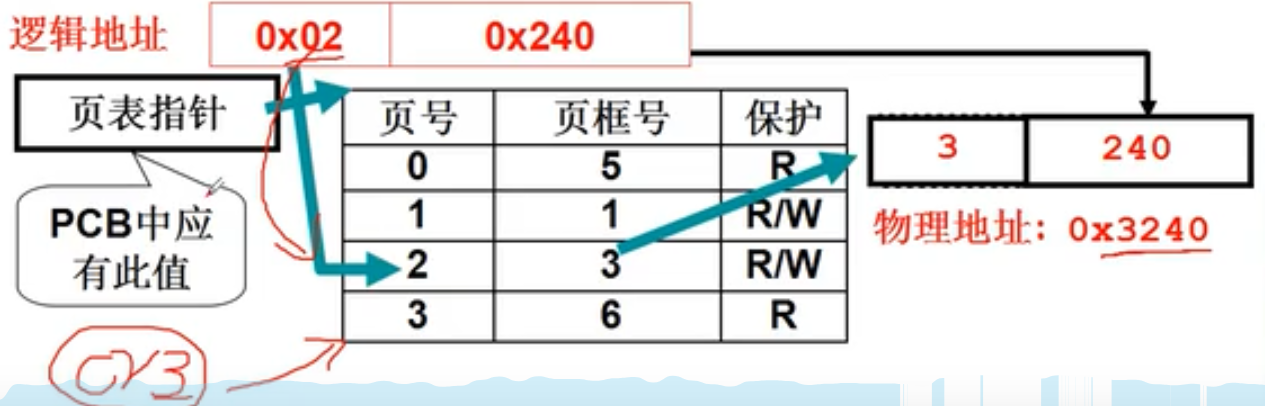 逻辑地址 0x02 0x240
页表指针
PCB中应
有此值
页号 页框号 保护
0 5 R
1 1 R/W
2 3 R/W
3 6 R
3 240
物理地址：0x3240
CR3